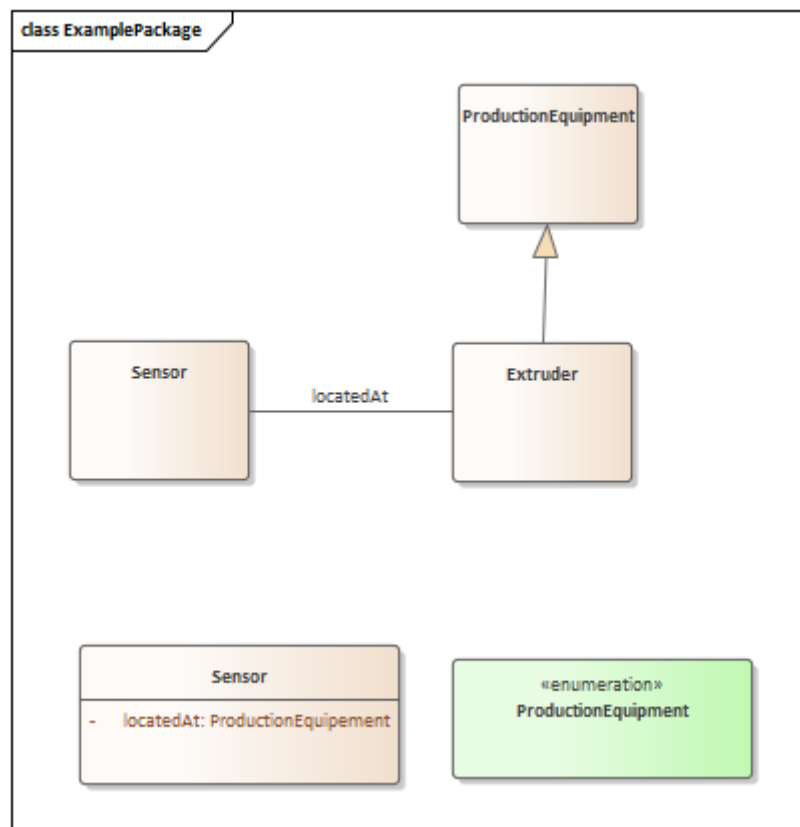 class ExamplePackage
ProductionEquipment
Sensor
Extruder
locatedAt
Sensor
- locatedAt: ProductionEquipement
«enumeration»
ProductionEquipment